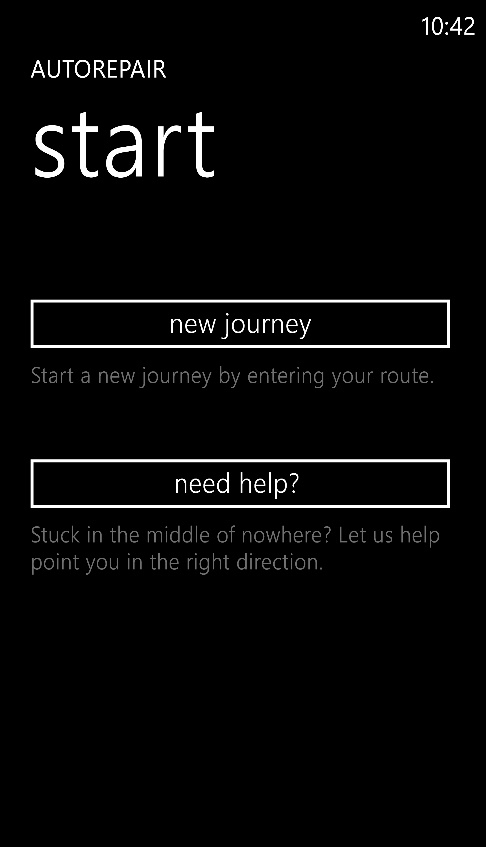 10:42
AUTOREPAIR
start
new journey
Start a new journey by entering your route.
need help?
Stuck in the middle of nowhere? Let us help
point you in the right direction.